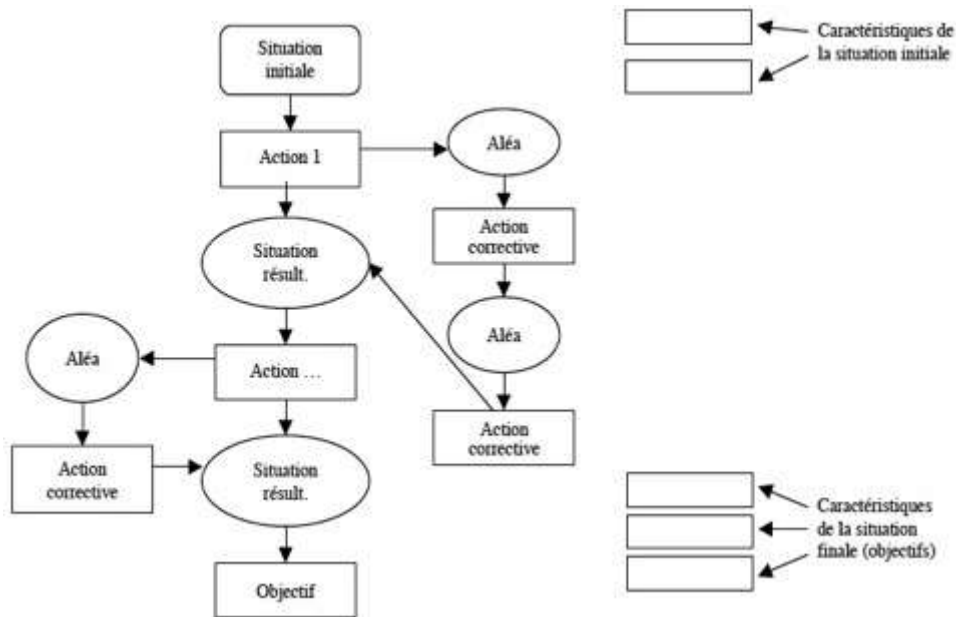 Situation
initiale
Caractéristiques de
la situation initiale
Action 1
Aléa
Action
corrective
Situation
résult.
Aléa
Aléa
Action …
Action
corrective
Action
corrective
Situation
résult.
Caractéristiques
de la situation
finale (objectifs)
Objectif